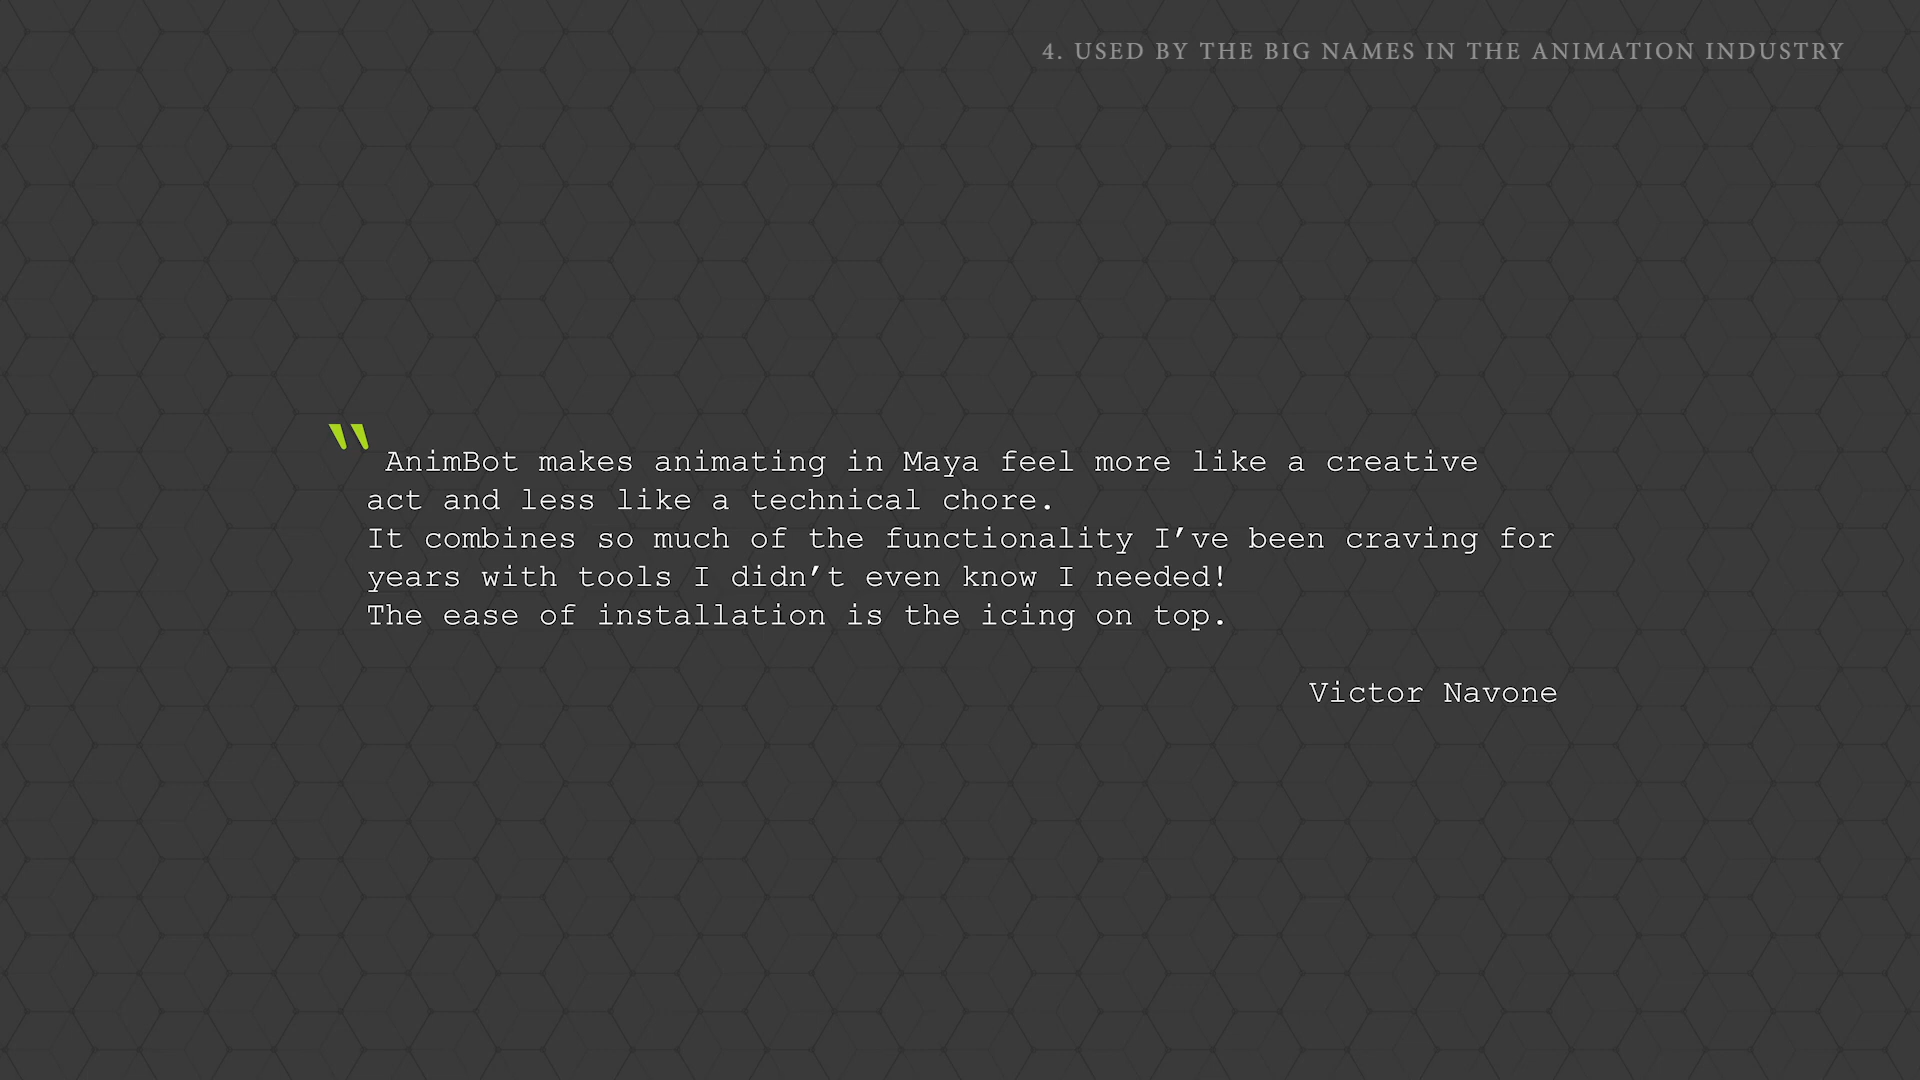 4. USED BY THE BIG NAMES IN THE ANIMATION INDUSTRY
" AnimBot makes animating in Maya feel more like a creative
act and less like a technical chore.
It combines so much of the functionality I’ve been craving for
years with tools I didn’t even know I needed!
The ease of installation is the icing on top.
Victor Navone